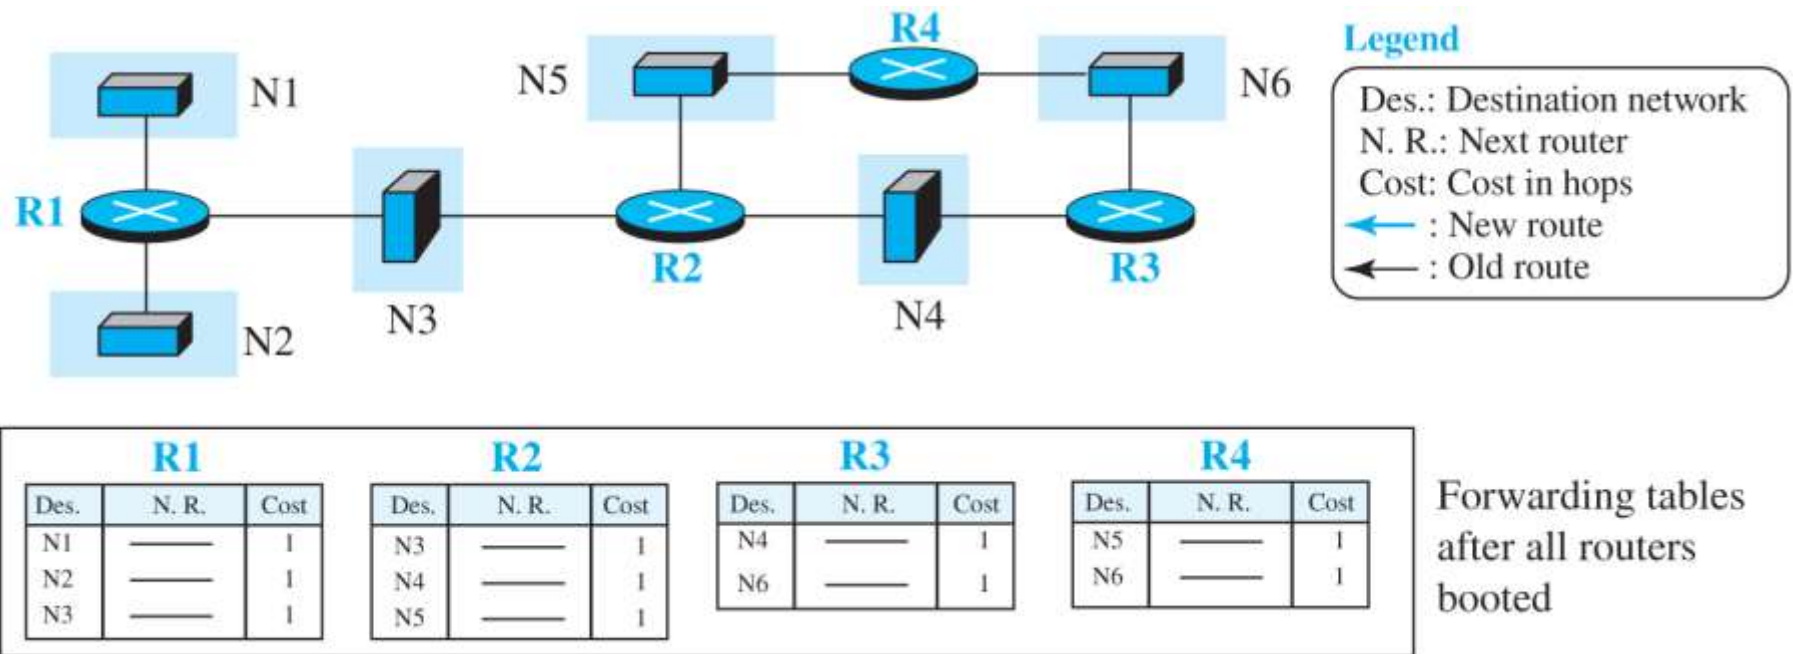 R4
Legend
N1
N5
N6
Des.: Destination network
N. R.: Next router
Cost: Cost in hops
: New route
: Old route
R1
R2
R3
N3
N4
N2
R1
Des. N. R. Cost
N1 —— 1
N2 —— 1
N3 —— 1
R2
Des. N. R. Cost
N3 —— 1
N4 —— 1
N5 —— 1
R3
Des. N. R. Cost
N4 —— 1
N6 —— 1
R4
Des. N. R. Cost
N5 —— 1
N6 —— 1
Forwarding tables
after all routers
booted